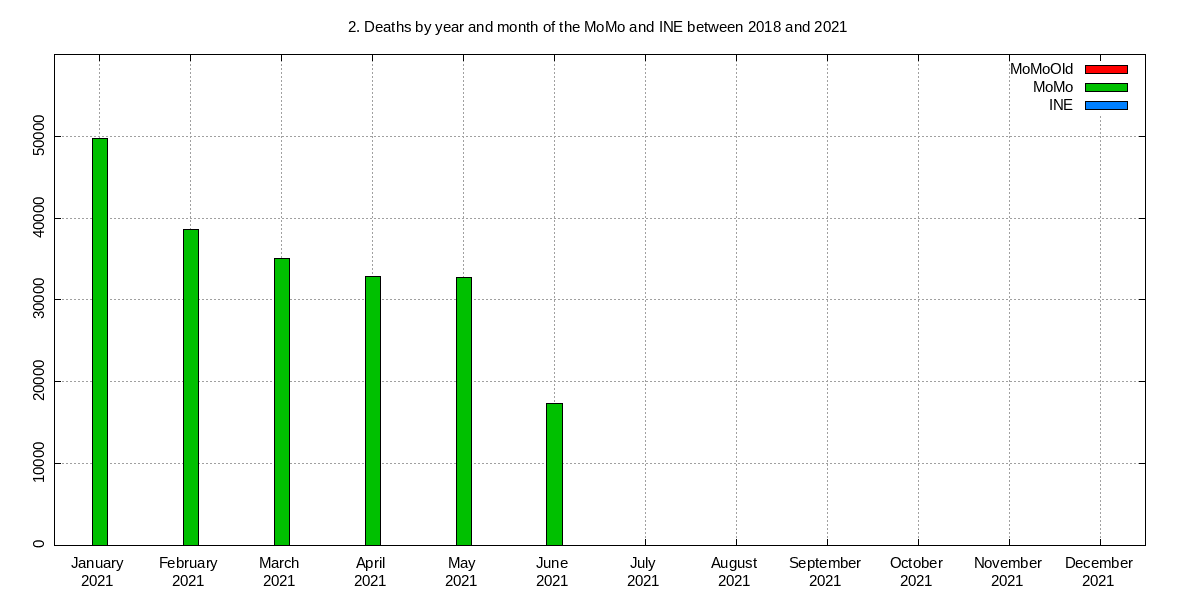 2. Deaths by year and month of the MoMo and INE between 2018 and 2021
MoMoOld
MoMo
INE
50000
40000
30000
20000
10000
0
January February March April May June July August September October November December
2021 2021 2021 2021 2021 2021 2021 2021 2021 2021 2021 2021